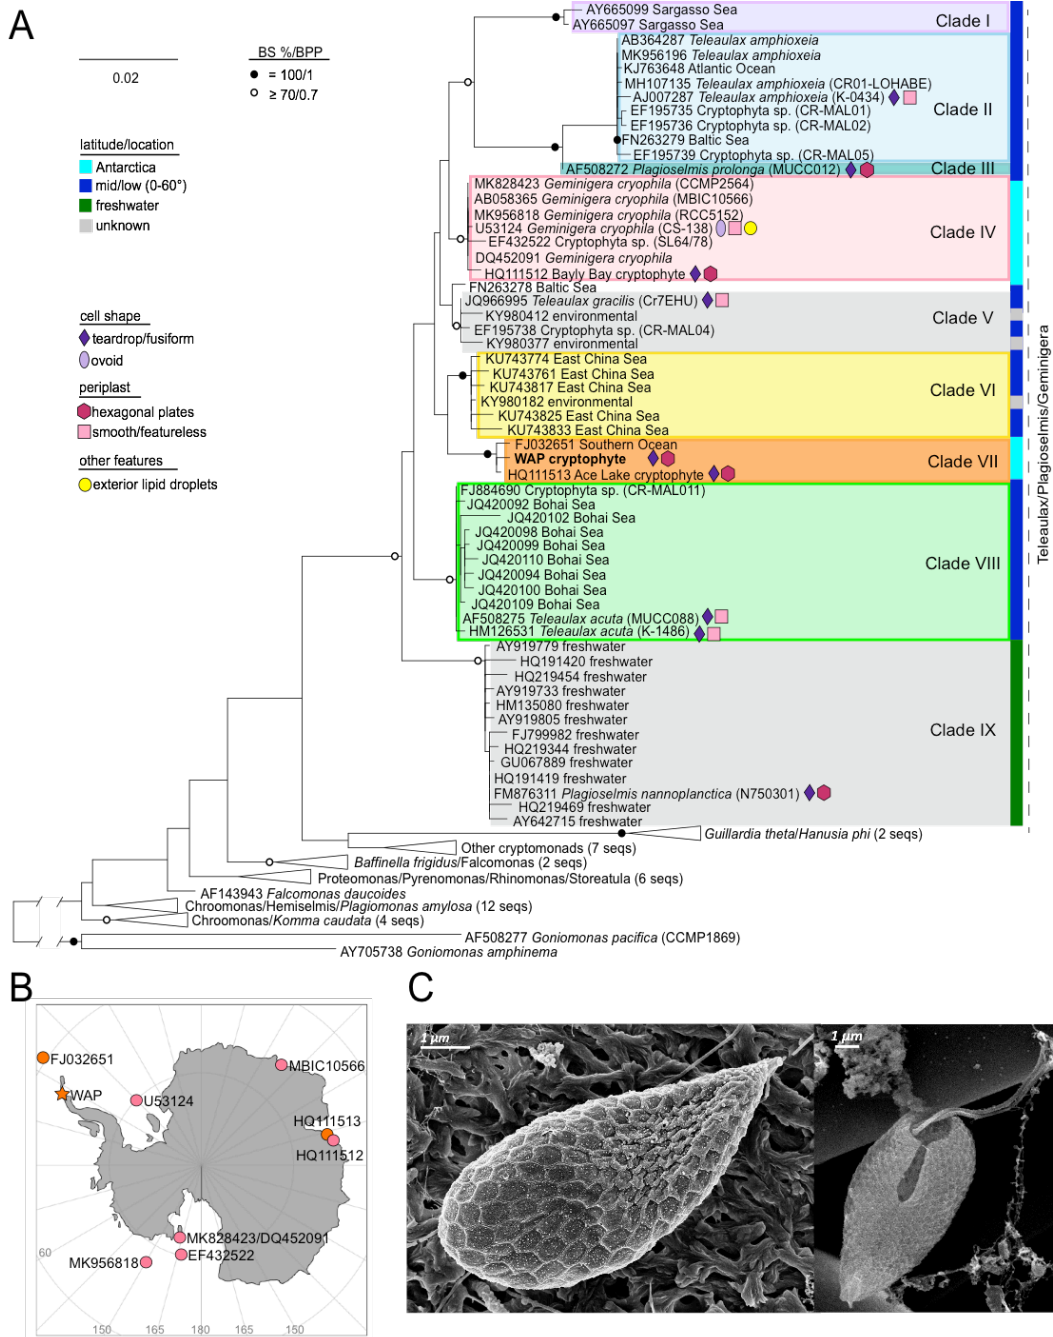 A
BS %/BPP
0.02
= 100/1
≥ 70/0.7
latitude/location
Antarctica
mid/low (0-60°)
freshwater
unknown
cell shape
teardrop/fusiform
ovoid
periplast
hexagonal plates
smooth/featureless
other features
exterior lipid droplets
AY665099 Sargasso Sea
AY665097 Sargasso Sea
Clade I
AB364287 Teleaulax amphioxeia
MK956196 Teleaulax amphioxeia
KJ763648 Atlantic Ocean
MH107135 Teleaulax amphioxeia (CR01-LOHABE)
AJ007287 Teleaulax amphioxeia (K-0434)
EF195735 Cryptophyta sp. (CR-MAL01)
EF195736 Cryptophyta sp. (CR-MAL02)
FN263279 Baltic Sea
EF195739 Cryptophyta sp. (CR-MAL05)
Clade II
AF508272 Plagioselmis prolonga (MUCC012)
Clade III
MK828423 Geminigera cryophila (CCMP2564)
AB058365 Geminigera cryophila (MBIC10566)
MK956818 Geminigera cryophila (RCC5152)
U53124 Geminigera cryophila (CS-138)
EF432522 Cryptophyta sp. (SL64/78)
DQ452091 Geminigera cryophila
HQ111512 Bayly Bay cryptophyte
Clade IV
FN263278 Baltic Sea
JQ966995 Teleaulax gracilis (Cr7EHU)
KY980412 environmental
EF195738 Cryptophyta sp. (CR-MAL04)
KY980377 environmental
Clade V
KU743774 East China Sea
KU743761 East China Sea
KU743817 East China Sea
KY980182 environmental
KU743825 East China Sea
KU743833 East China Sea
Clade VI
FJ032651 Southern Ocean
WAP cryptophyte
HQ111513 Ace Lake cryptophyte
Clade VII
FJ884690 Cryptophyta sp. (CR-MAL011)
JQ420092 Bohai Sea
JQ420102 Bohai Sea
JQ420098 Bohai Sea
JQ420099 Bohai Sea
JQ420110 Bohai Sea
JQ420094 Bohai Sea
JQ420100 Bohai Sea
JQ420109 Bohai Sea
AF508275 Teleaulax acuta (MUCC088)
HM126531 Teleaulax acuta (K-1486)
Clade VIII
AY919779 freshwater
HQ191420 freshwater
HQ219454 freshwater
AY919733 freshwater
HM135080 freshwater
AY919805 freshwater
FJ799982 freshwater
HQ219344 freshwater
GU067889 freshwater
HQ191419 freshwater
FM876311 Plagioselmis nannoplanctica (N750301)
HQ219469 freshwater
AY642715 freshwater
Clade IX
Teleaulax/Plagioselmis/Geminigera
Guillardia theta/Hanusia phi (2 seqs)
Other cryptomonads (7 seqs)
Baffinella frigidus/Falcomonas (2 seqs)
Proteomonas/Pyrenomonas/Rhinomonas/Storeatula (6 seqs)
AF143943 Falcomonas daucoides
Chroomonas/Hemiselmis/Plagiomonas amylosa (12 seqs)
Chroomonas/Komma caudata (4 seqs)
AF508277 Goniomonas pacifica (CCMP1869)
AY705738 Goniomonas amphinema
B
FJ032651
WAP
U53124
MBIC10566
HQ111513
HQ111512
MK828423/DQ452091
EF432522
MK956818
60
150 165 180 165 150
C
1 µm
1 µm